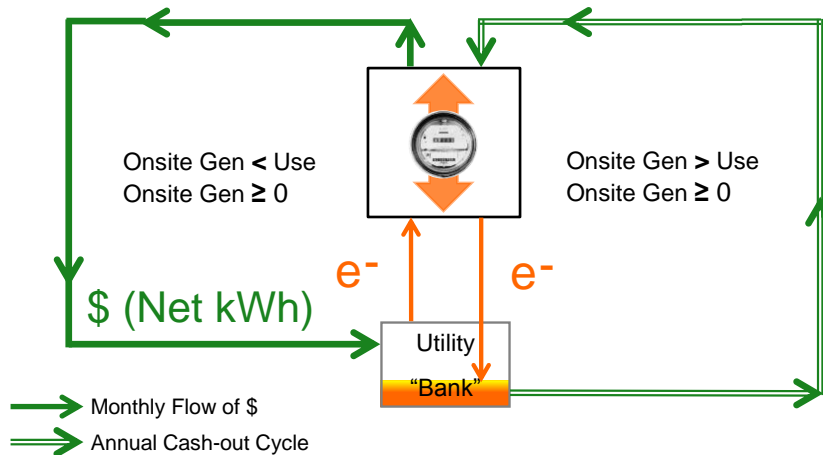 Onsite Gen < Use
Onsite Gen ≥ 0
Onsite Gen > Use
Onsite Gen ≥ 0
e-
e-
$ (Net kWh)
Utility
“Bank”
Monthly Flow of $
Annual Cash-out Cycle